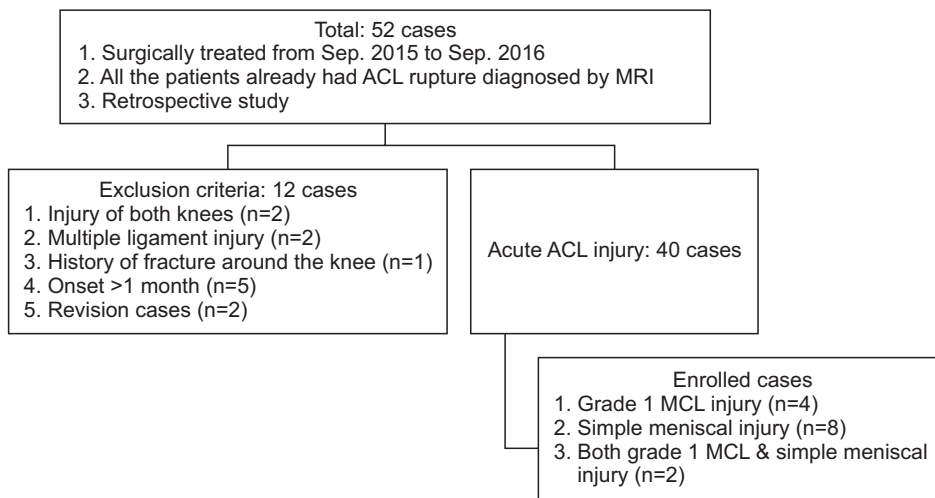 Total: 52 cases
1. Surgically treated from Sep. 2015 to Sep. 2016
2. All the patients already had ACL rupture diagnosed by MRI
3. Retrospective study
Exclusion criteria: 12 cases
1. Injury of both knees (n=2)
2. Multiple ligament injury (n=2)
3. History of fracture around the knee (n=1)
4. Onset >1 month (n=5)
5. Revision cases (n=2)
Acute ACL injury: 40 cases
Enrolled cases
1. Grade 1 MCL injury (n=4)
2. Simple meniscal injury (n=8)
3. Both grade 1 MCL & simple meniscal
injury (n=2)